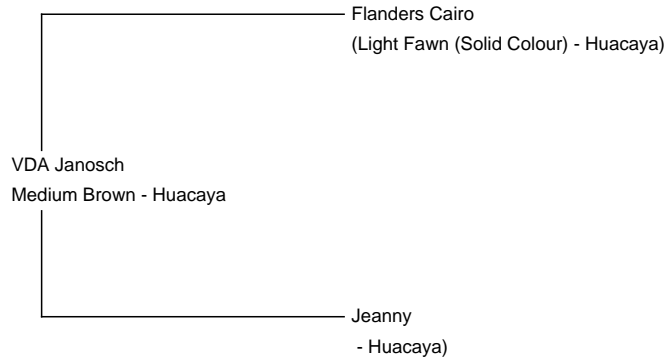 Flanders Cairo
(Light Fawn (Solid Colour) - Huacaya)
VDA Janosch
Medium Brown - Huacaya
Jeanny
- Huacaya)